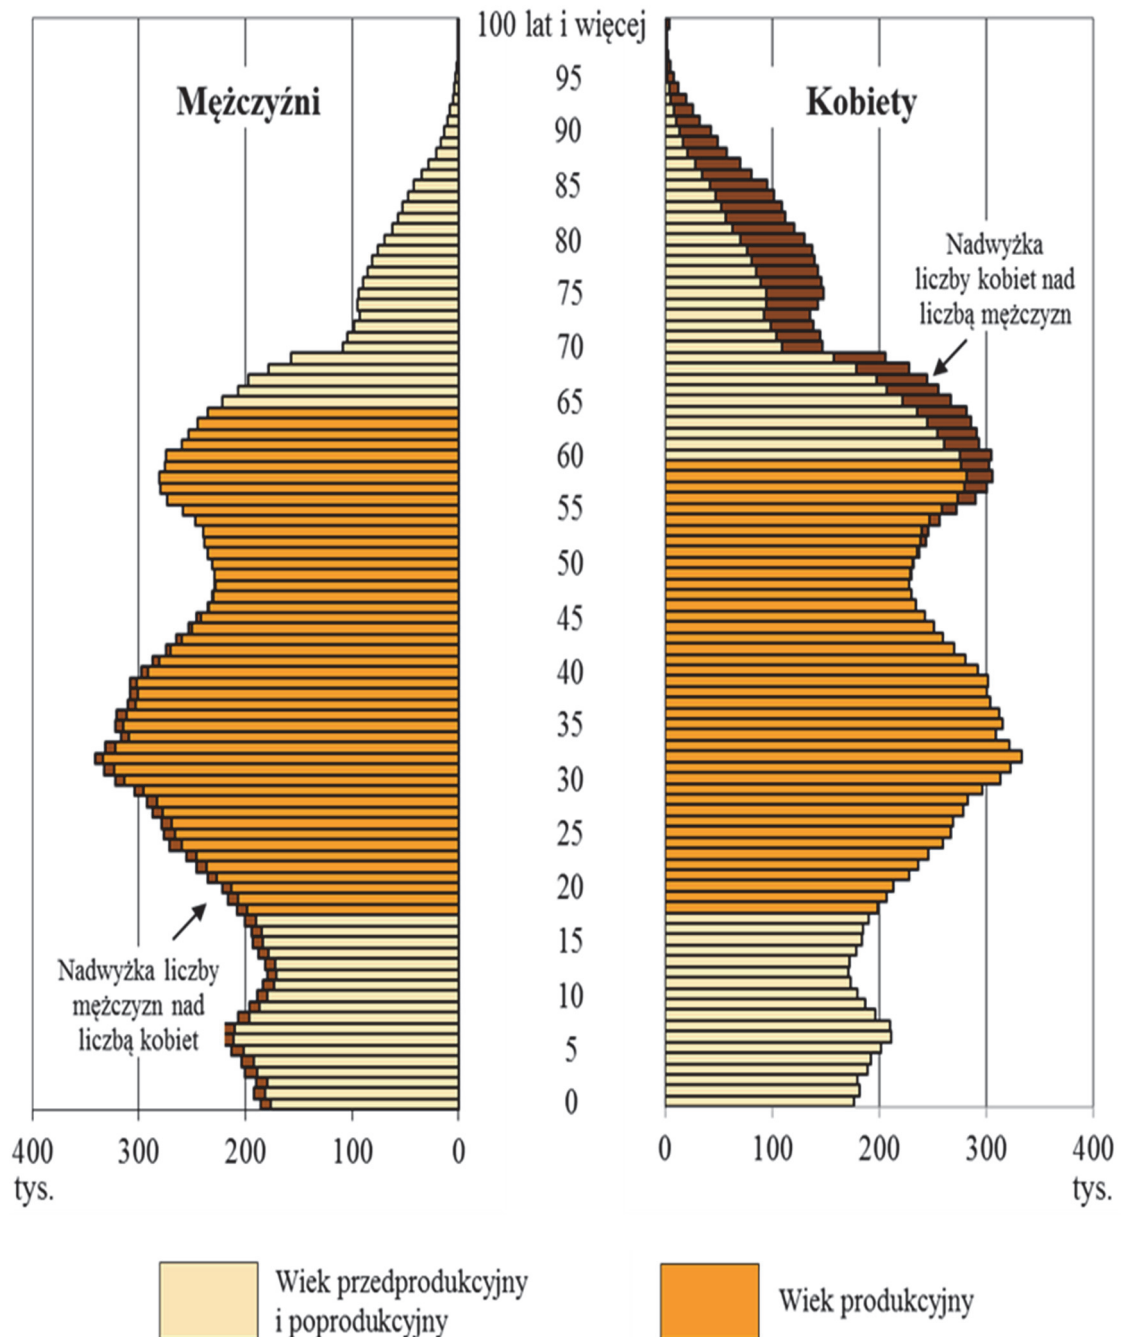 100 lat i więcej
Mężczyźni
Kobiety
95
90
85
80
75
70
65
60
55
50
45
40
35
30
25
20
15
10
5
0
Nadwyżka
liczby kobiet nad
liczbą mężczyzn
Nadwyżka liczby
mężczyzn nad
liczbą kobiet
400 300 200 100 0
tys.
0 100 200 300 400
tys.
Wiek przedprodukcyjny
i poprodukcyjny
Wiek produkcyjny